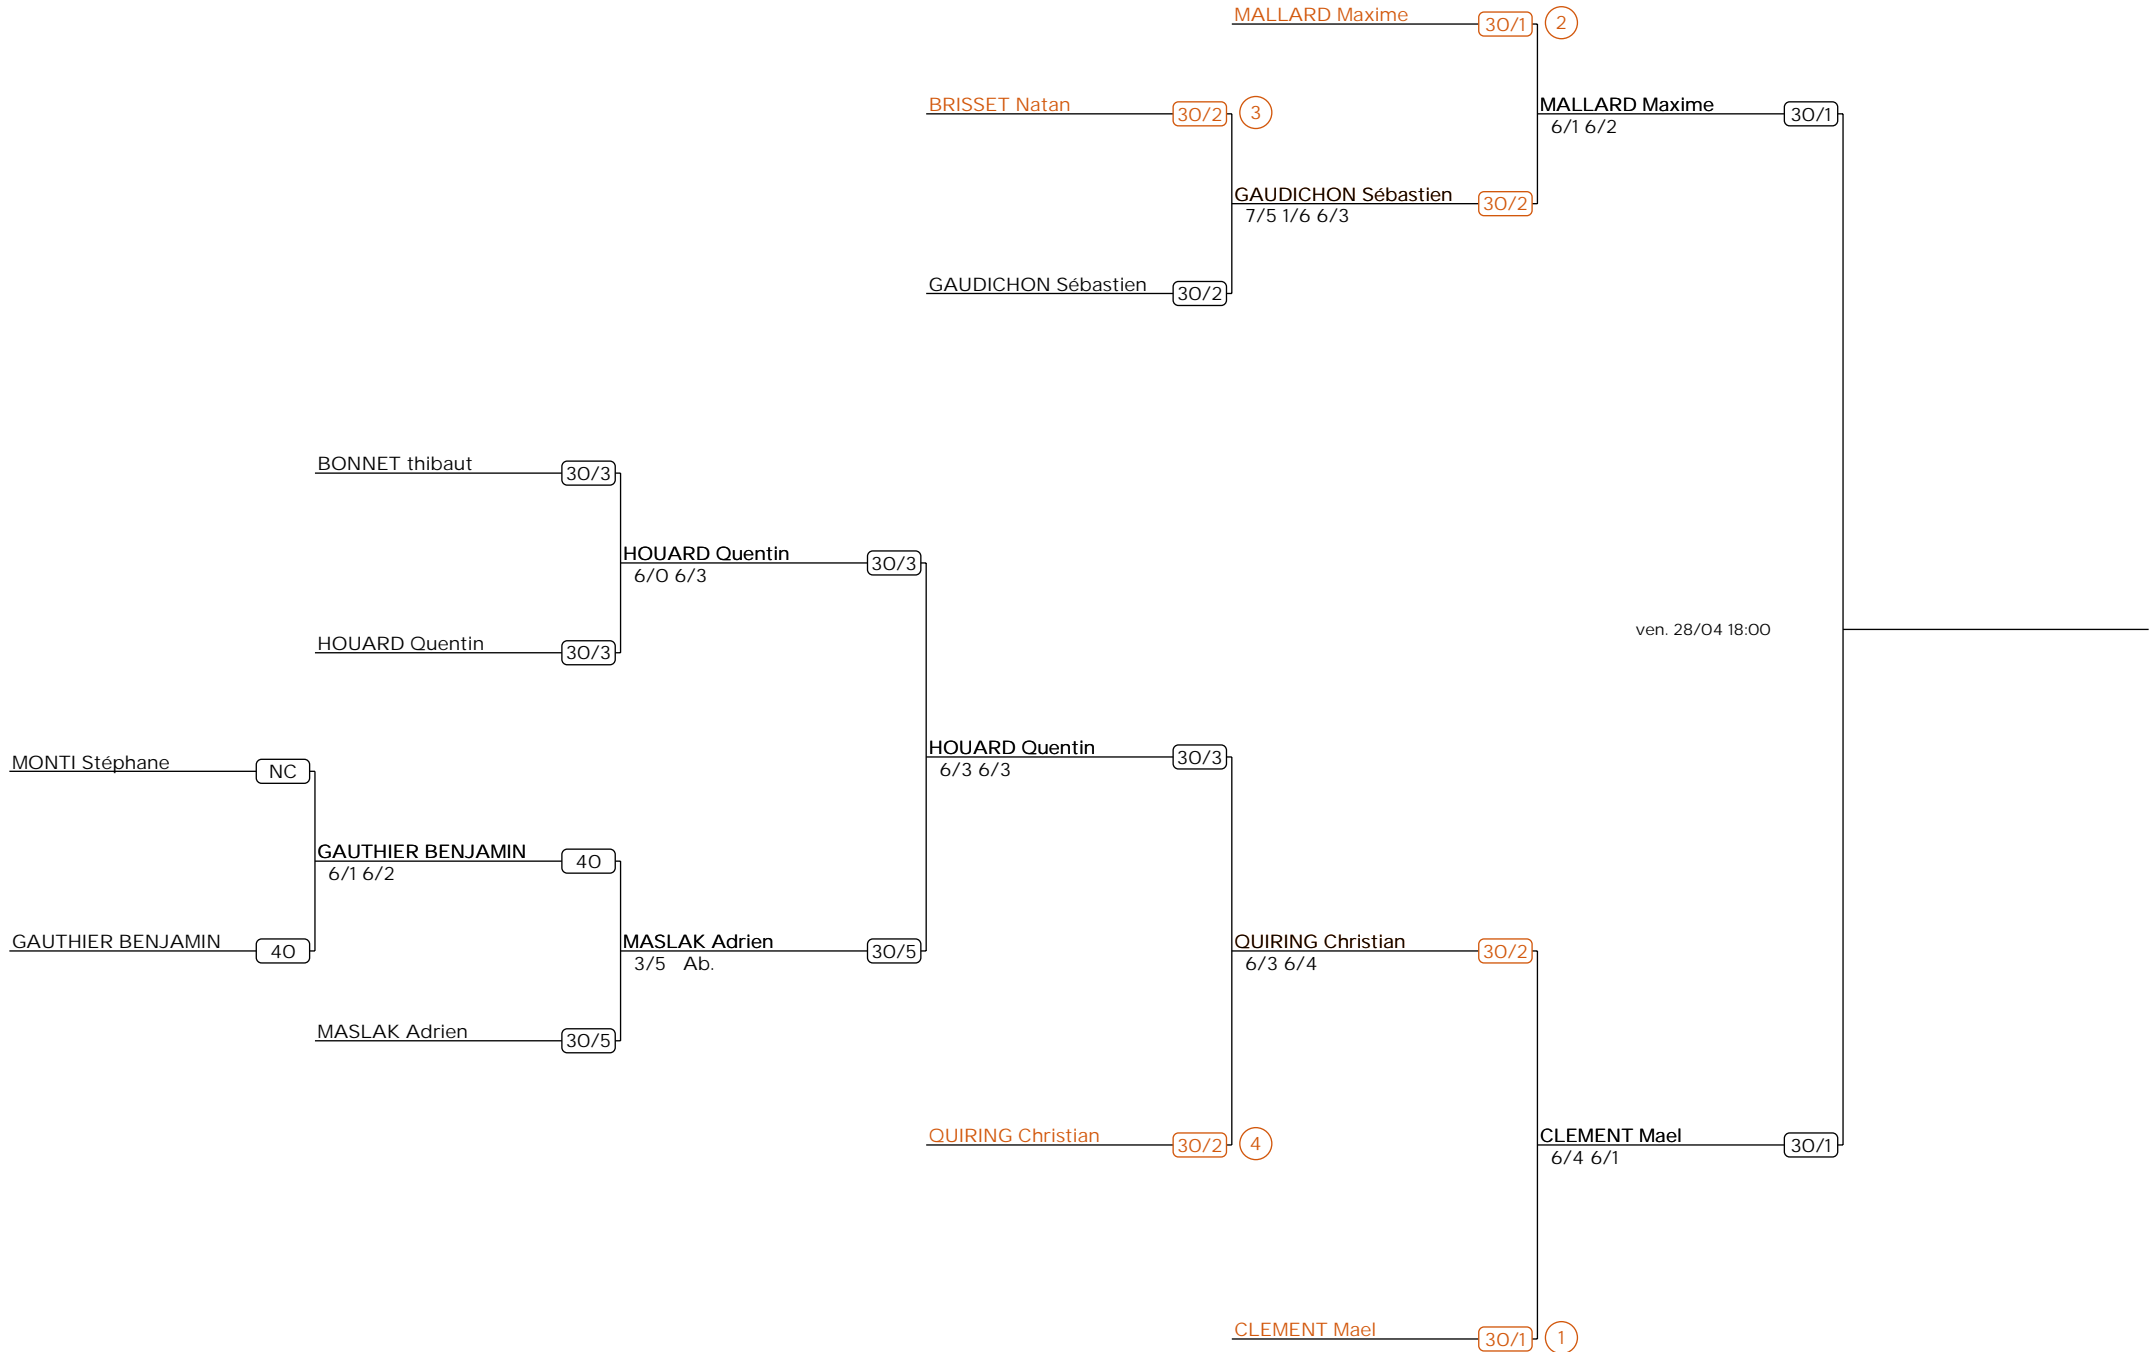 MALLARD Maxime 30/1 2
BRISSET Natan 30/2 3
MALLARD Maxime 30/1
6/1 6/2
GAUDICHON Sébastien 30/2
7/5 1/6 6/3
GAUDICHON Sébastien 30/2
BONNET thibaut 30/3
HOUARD Quentin 30/3
6/0 6/3
ven. 28/04 18:00
HOUARD Quentin 30/3
HOUARD Quentin 30/3
6/3 6/3
MONTI Stéphane NC
GAUTHIER BENJAMIN 40
6/1 6/2
GAUTHIER BENJAMIN 40
MASLAK Adrien 30/5
3/5 Ab.
QUIRING Christian 30/2
6/3 6/4
MASLAK Adrien 30/5
QUIRING Christian 30/2 4
CLEMENT Mael 30/1
6/4 6/1
CLEMENT Mael 30/1 1